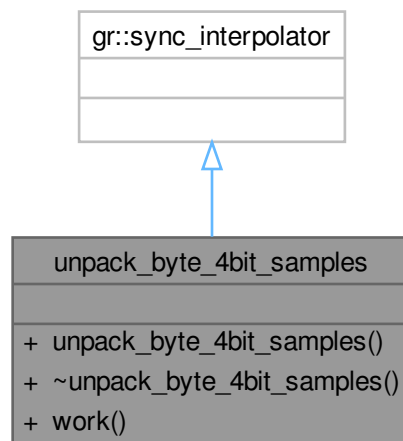 gr::sync_interpolator
unpack_byte_4bit_samples
+ unpack_byte_4bit_samples()
+ ~unpack_byte_4bit_samples()
+ work()